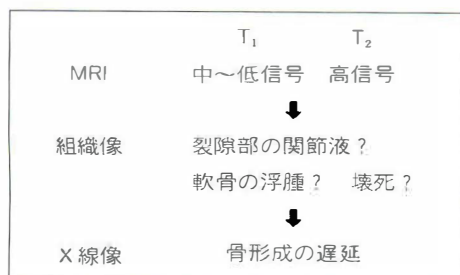 T₁ T₂
MRI 中～低信号 高信号
↓
組織像 裂隙部の関節液？
軟骨の浮腫？ 壊死？
↓
X線像 骨形成の遅延